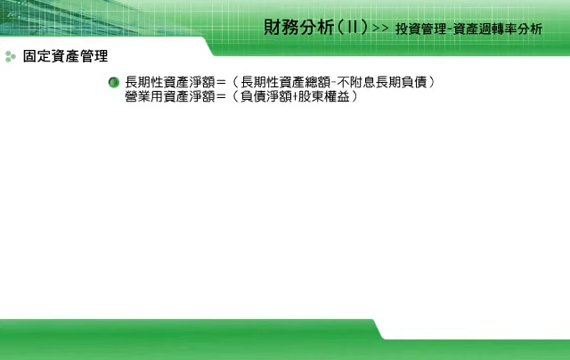 財務分析(II)>> 投資管理-資產週轉率分析
固定資產管理
長期性資產淨額=（長期性資產總額-不附息長期負債）
營業用資產淨額=（負債淨額+股東權益）